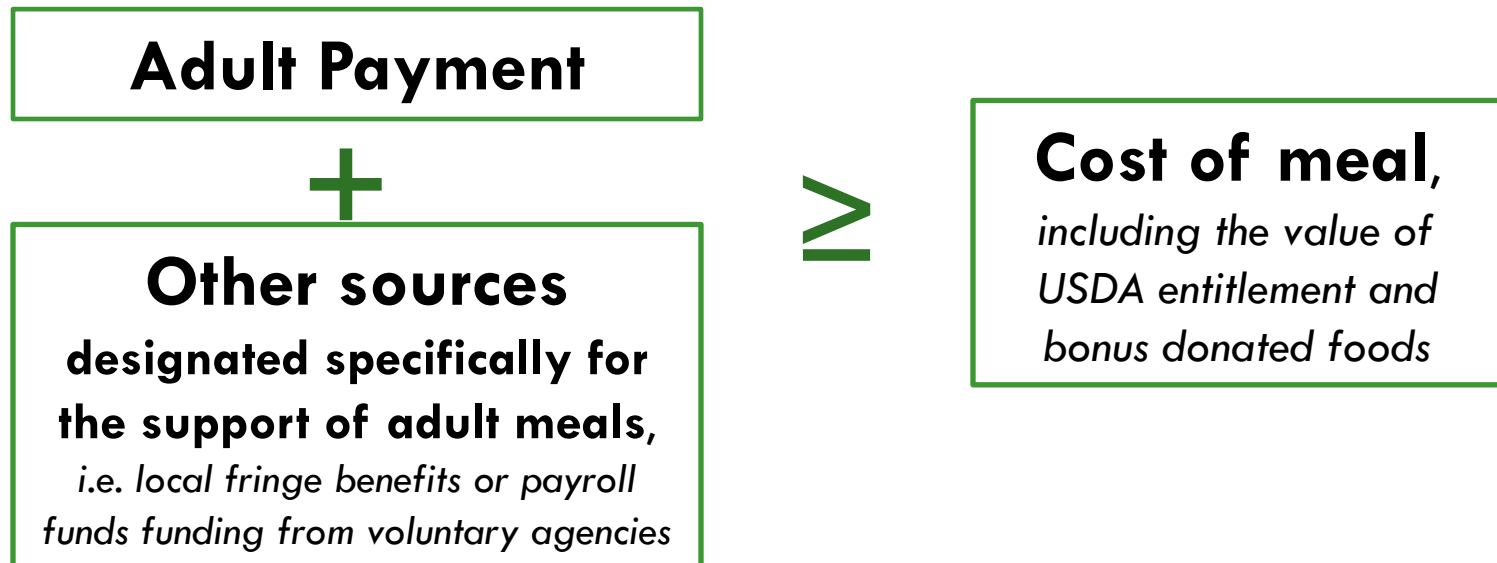 Adult Payment
+
Other sources
designated specifically for
the support of adult meals,
i.e. local fringe benefits or payroll
funds funding from voluntary agencies
≥
Cost of meal,
including the value of
USDA entitlement and
bonus donated foods